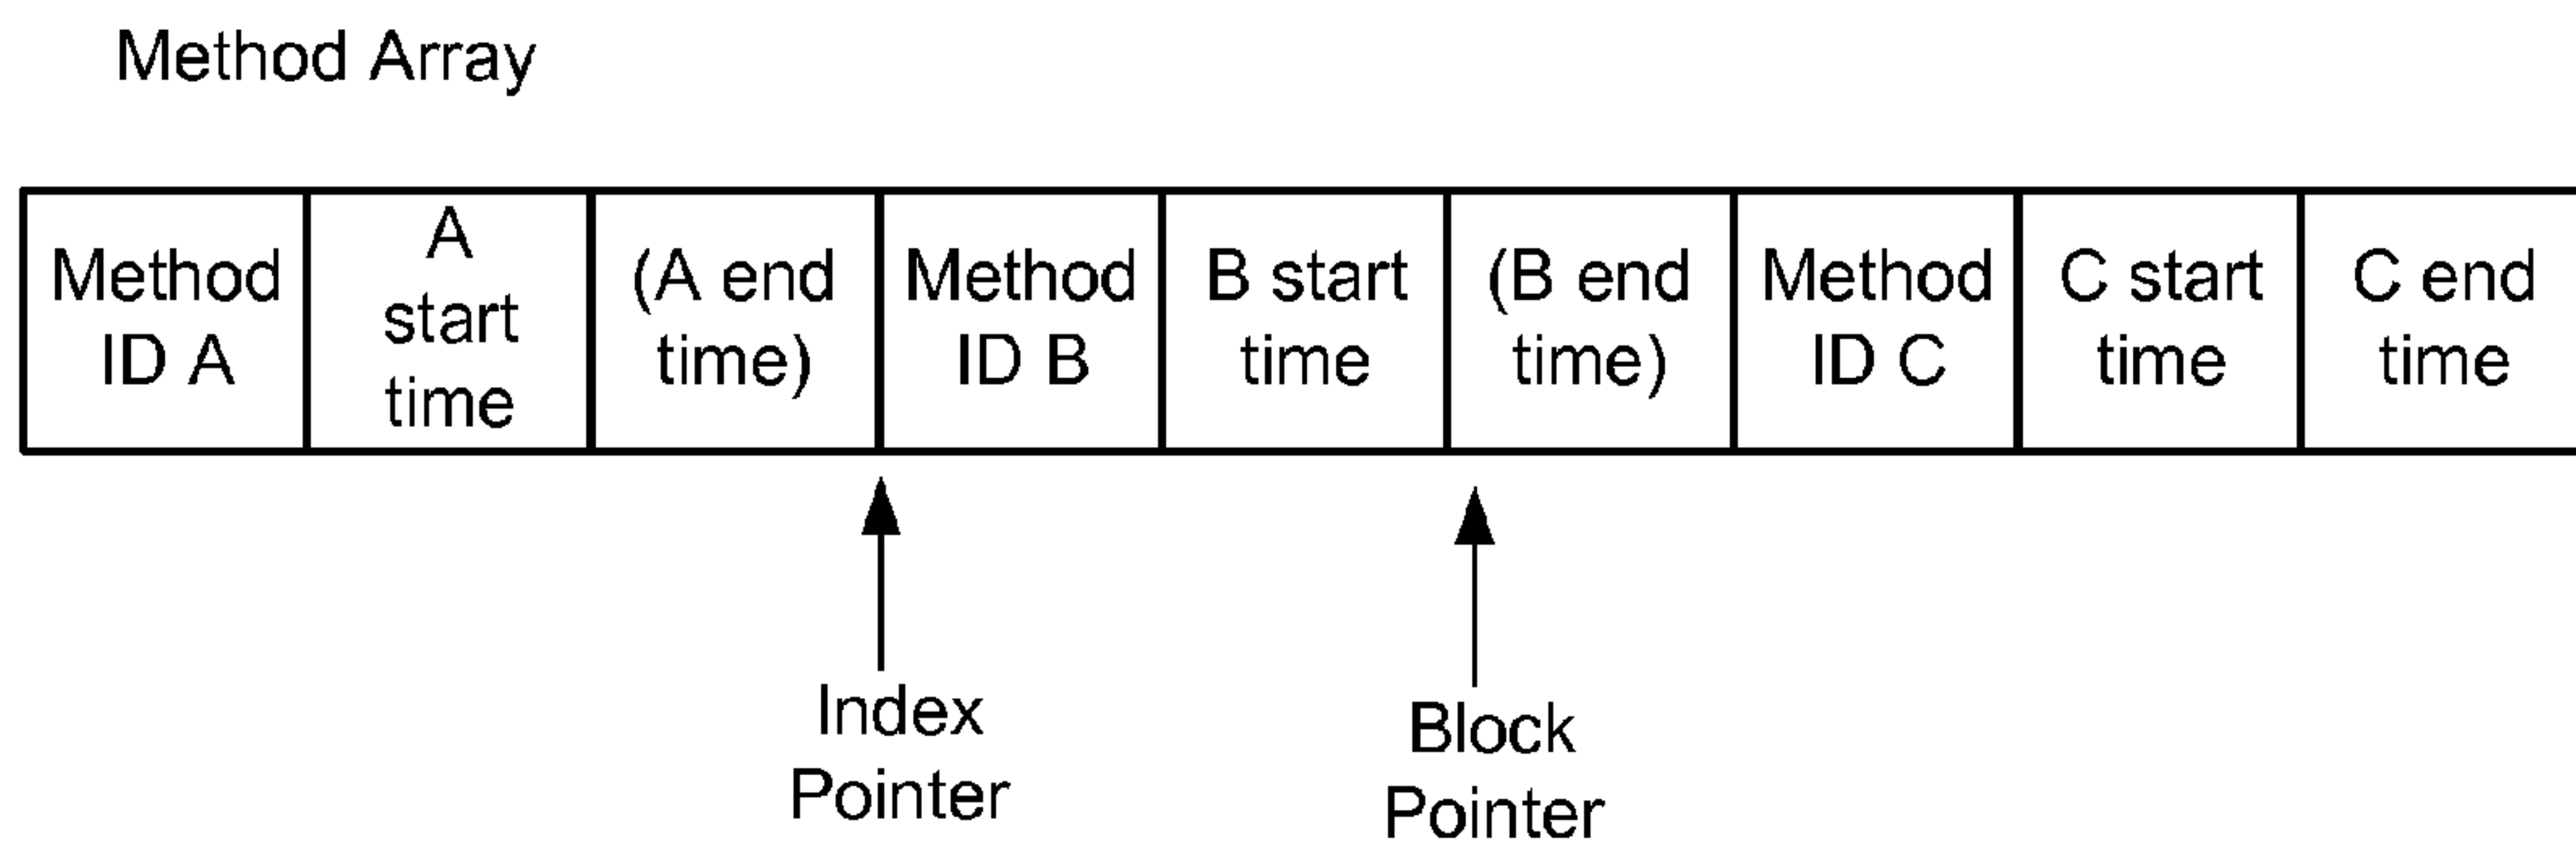 Method Array
Method
ID A
A
start
time
(A end
time)
Method
ID B
B start
time
(B end
time)
Method
ID C
C start
time
C end
time
Index
Pointer
Block
Pointer